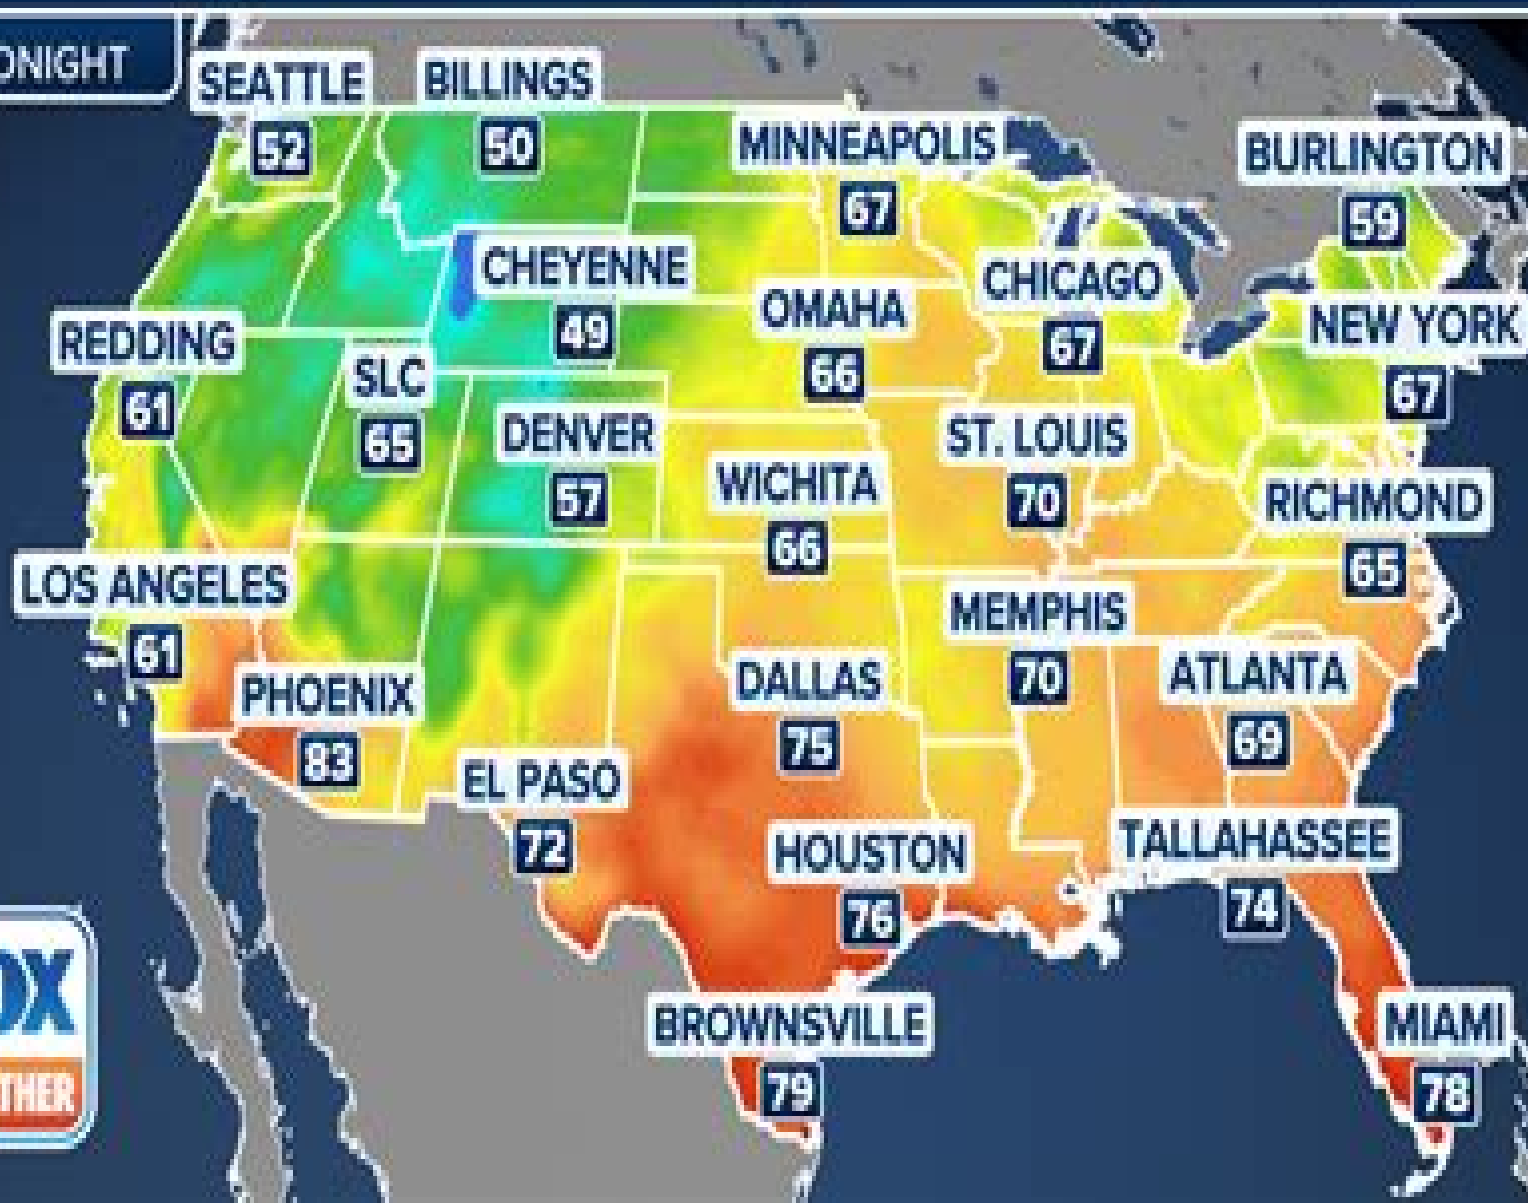 ONIGHT
SEATTLE
52
BILLINGS
50
MINNEAPOLIS
67
BURLINGTON
59
CHEYENNE
49
CHICAGO
67
OMAHA
66
NEW YORK
67
REDDING
61
SLC
65
DENVER
57
ST. LOUIS
70
WICHITA
66
RICHMOND
65
LOS ANGELES
61
MEMPHIS
70
PHOENIX
83
DALLAS
75
ATLANTA
69
EL PASO
72
HOUSTON
76
TALLAHASSEE
74
OX
THER
BROWNSVILLE
79
MIAMI
78